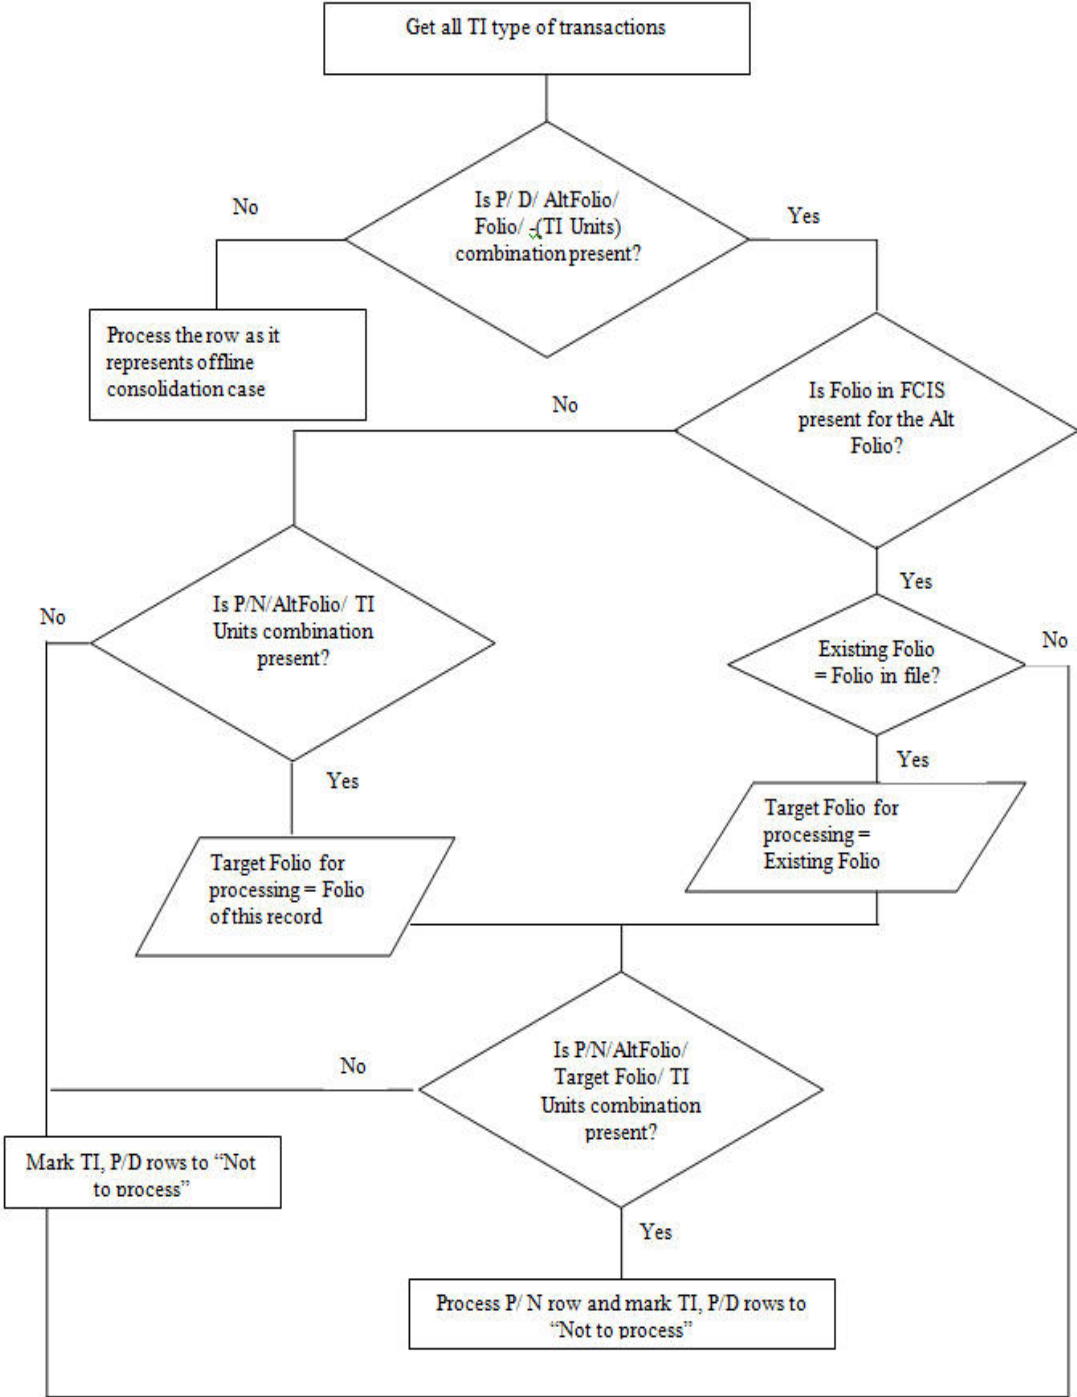 Get all TI type of transactions
Is P/ D/ AltFolio/
Folio/ -(TI Units)
combination present?
No
Yes
Process the row as it
represents offline
consolidation case
Is Folio in FCIS
present for the Alt
Folio?
No
Yes
Is P/N/AltFolio/ TI
Units combination
present?
No
Yes
Existing Folio
= Folio in file?
No
Yes
Target Folio for
processing =
Existing Folio
Target Folio for
processing = Folio
of this record
Is P/N/AltFolio/
Target Folio/ TI
Units combination
present?
No
Yes
Mark TI, P/D rows to “Not
to process”
Process P/ N row and mark TI, P/D rows to
“Not to process”